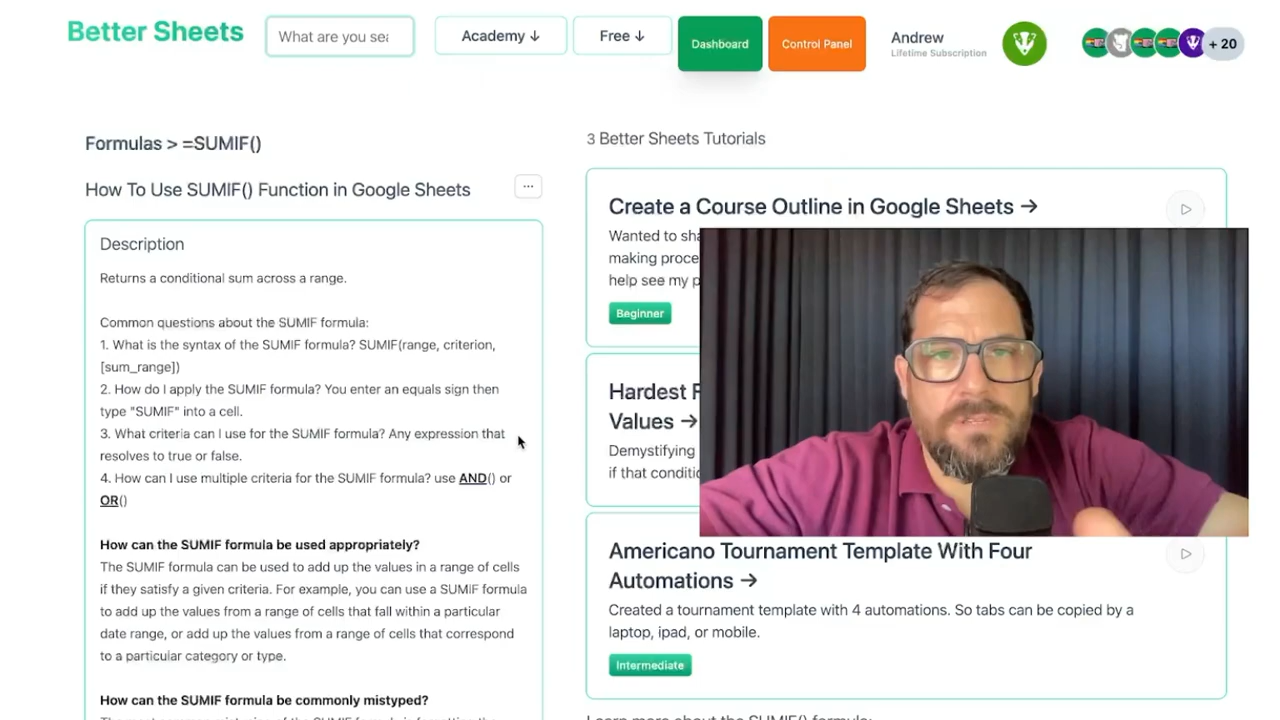 Better Sheets
What are you sea
Academy ↓
Free ↓
Dashboard
Control Panel
Andrew
Lifetime Subscription
+ 20
Formulas > =SUMIF()
How To Use SUMIF() Function in Google Sheets
...
Description
Returns a conditional sum across a range.
Common questions about the SUMIF formula:
1. What is the syntax of the SUMIF formula? SUMIF(range, criterion,
[sum_range])
2. How do I apply the SUMIF formula? You enter an equals sign then
type "SUMIF" into a cell.
3. What criteria can I use for the SUMIF formula? Any expression that
resolves to true or false.
4. How can I use multiple criteria for the SUMIF formula? use AND() or
OR()
How can the SUMIF formula be used appropriately?
The SUMIF formula can be used to add up the values in a range of cells
if they satisfy a given criteria. For example, you can use a SUMIF formula
to add up the values from a range of cells that fall within a particular
date range, or add up the values from a range of cells that correspond
to a particular category or type.
How can the SUMIF formula be commonly mistyped?
3 Better Sheets Tutorials
Create a Course Outline in Google Sheets →
Wanted to sha
making proce
help see my p
Beginner
Hardest F
Values →
Demystifying
if that conditio
Americano Tournament Template With Four
Automations →
Created a tournament template with 4 automations. So tabs can be copied by a
laptop, ipad, or mobile.
Intermediate
Learn more about the SUMIF() formula: